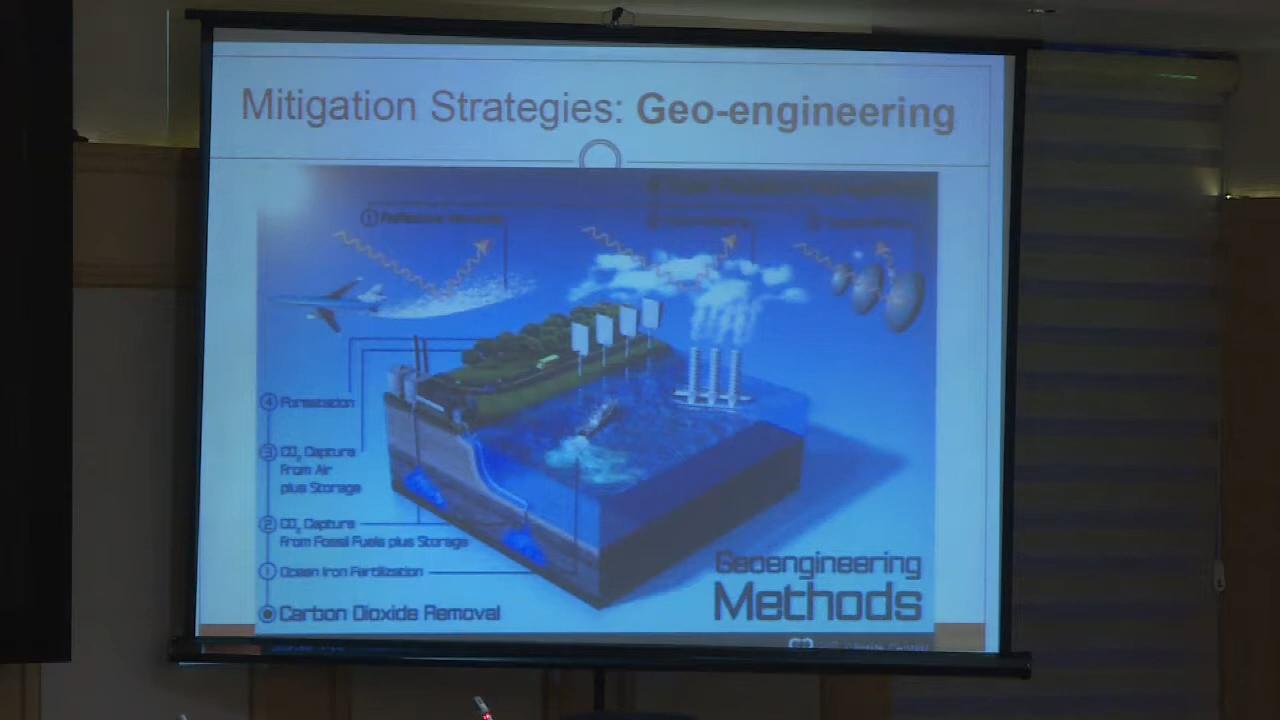 Mitigation Strategies: Geo-engineering
①
④ Forestation
③ CO₂ Capture
From Air
plus Storage
② CO₂ Capture
From Fossil Fuels plus Storage
① Ocean Iron Fertilization
Carbon Dioxide Removal
Geoengineering
Methods